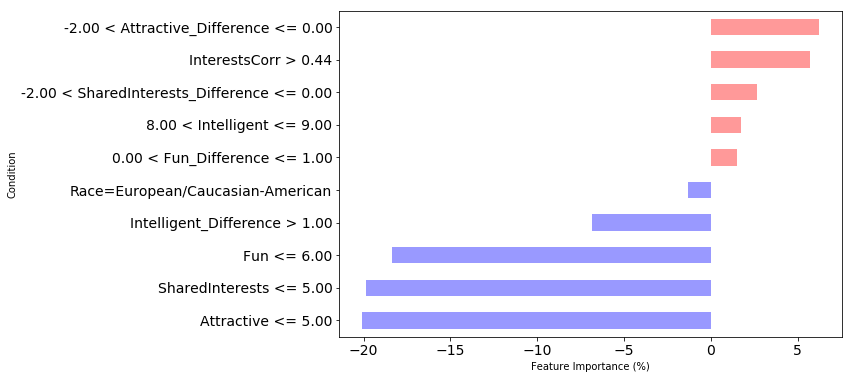 -2.00 < Attractive_Difference <= 0.00
InterestsCorr > 0.44
-2.00 < SharedInterests_Difference <= 0.00
8.00 < Intelligent <= 9.00
0.00 < Fun_Difference <= 1.00
Race=European/Caucasian-American
Intelligent_Difference > 1.00
Fun <= 6.00
SharedInterests <= 5.00
Attractive <= 5.00
Condition
−20 −15 −10 −5 0 5
Feature Importance (%)